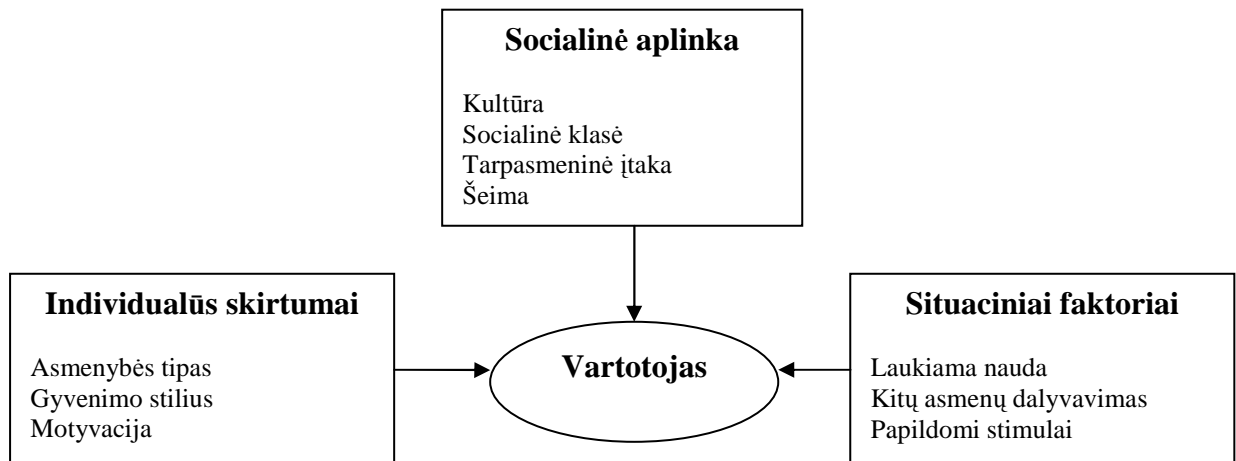 Socialinė aplinka
Kultūra
Socialinė klasė
Tarpasmeninė įtaka
Šeima
Individualūs skirtumai
Asmenybės tipas
Gyvenimo stilius
Motyvacija
Vartotojas
Situaciniai faktoriai
Laukiama nauda
Kitų asmenų dalyvavimas
Papildomi stimulai